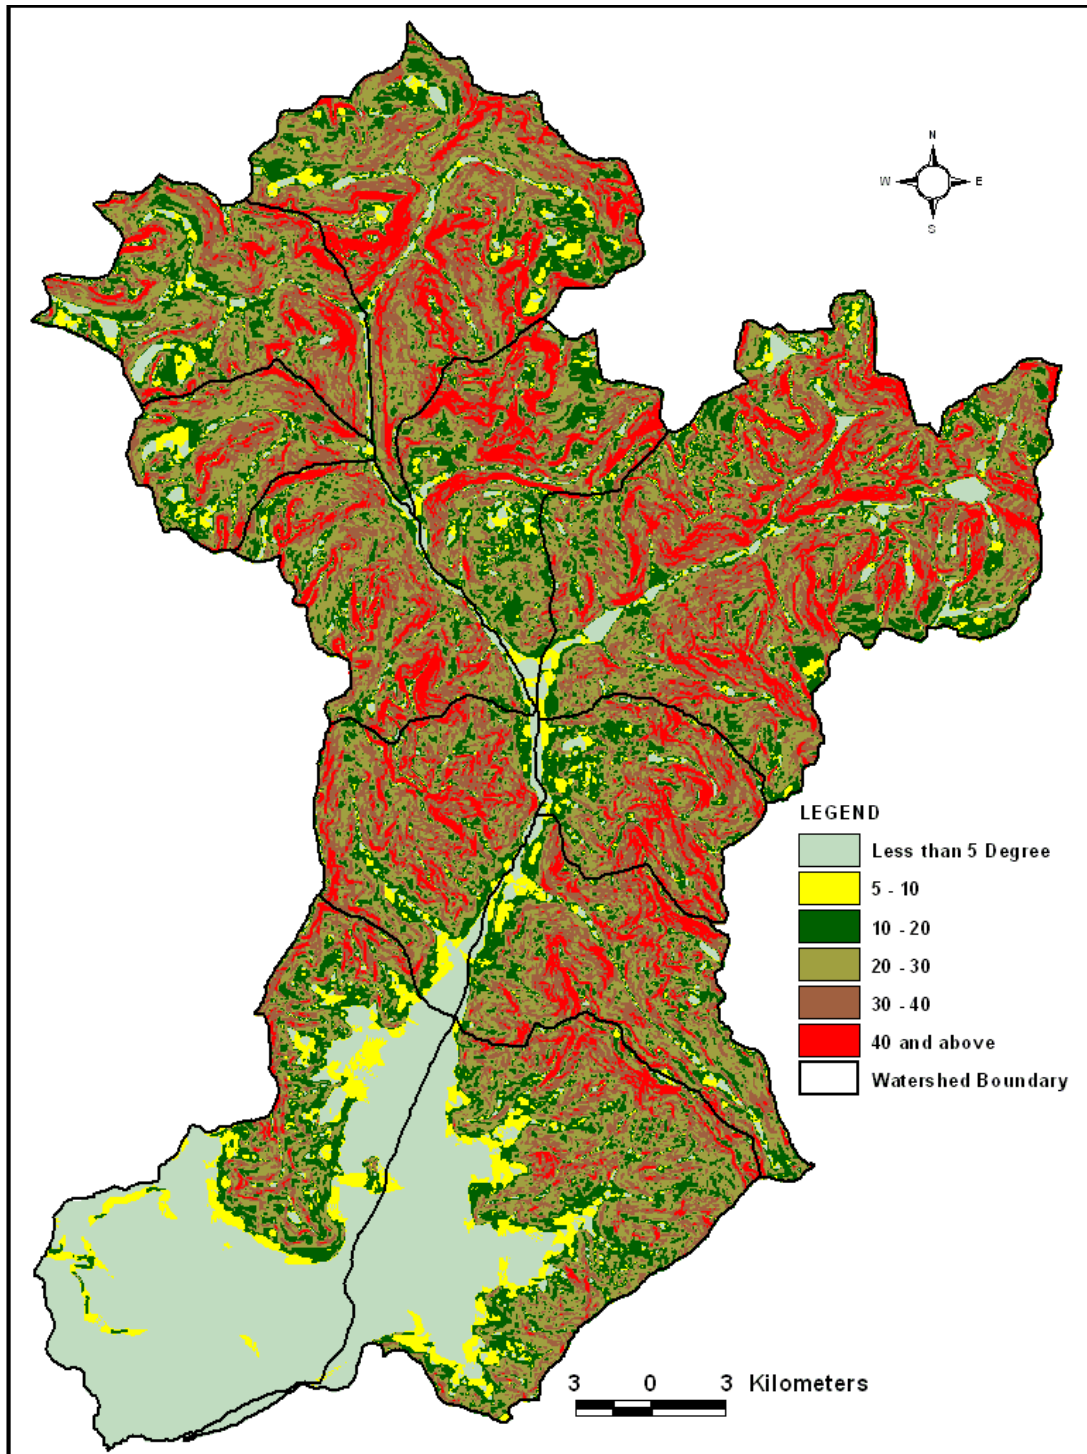 N
W E
S
LEGEND
Less than 5 Degree
5 - 10
10 - 20
20 - 30
30 - 40
40 and above
Watershed Boundary
3 0 3 Kilometers